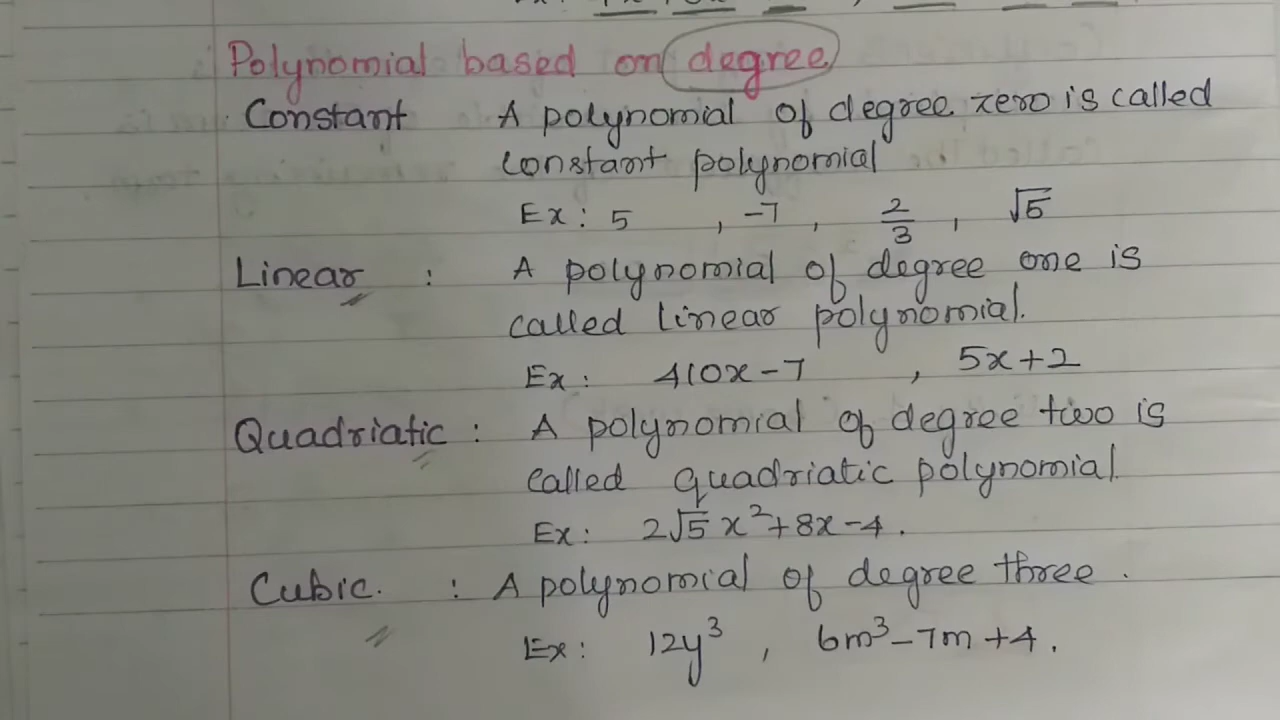 Polynomial based on degree
Constant A polynomial of degree zero is called
constant polynomial
Ex: 5 , -7 , 2/3 , √5
Linear : A polynomial of degree one is
called linear polynomial.
Ex: 410x-7 , 5x+2
Quadriatic : A polynomial of degree two is
called quadriatic polynomial.
Ex: 2√5x²+8x-4.
Cubic. : A polynomial of degree three.
Ex: 12y³ , 6m³-7m+4.